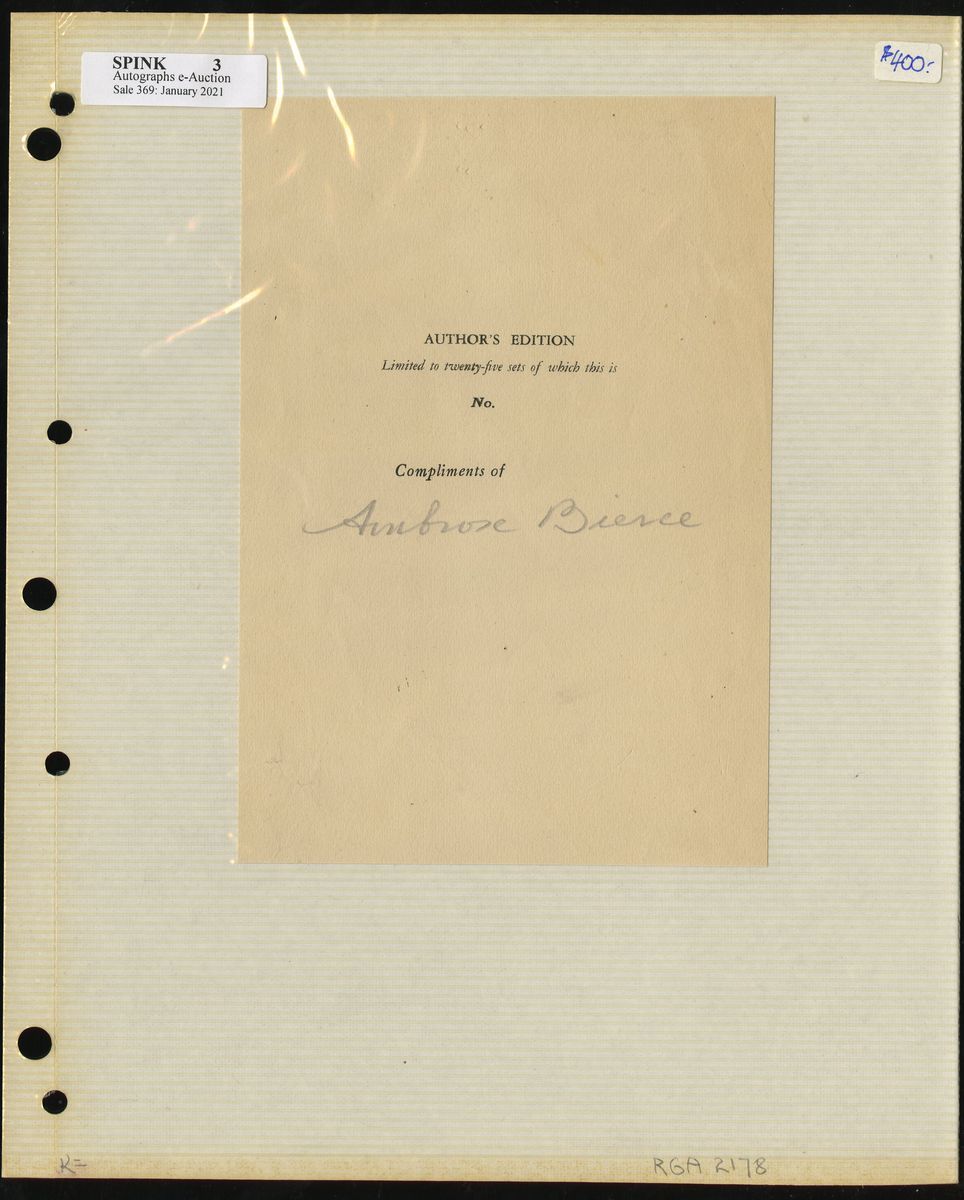 SPINK 3
Autographs e-Auction
Sale 369: January 2021
$400:
AUTHOR'S EDITION
Limited to twenty-five sets of which this is
No.
Compliments of
Ambrose Bierce
K=
RGA 2178